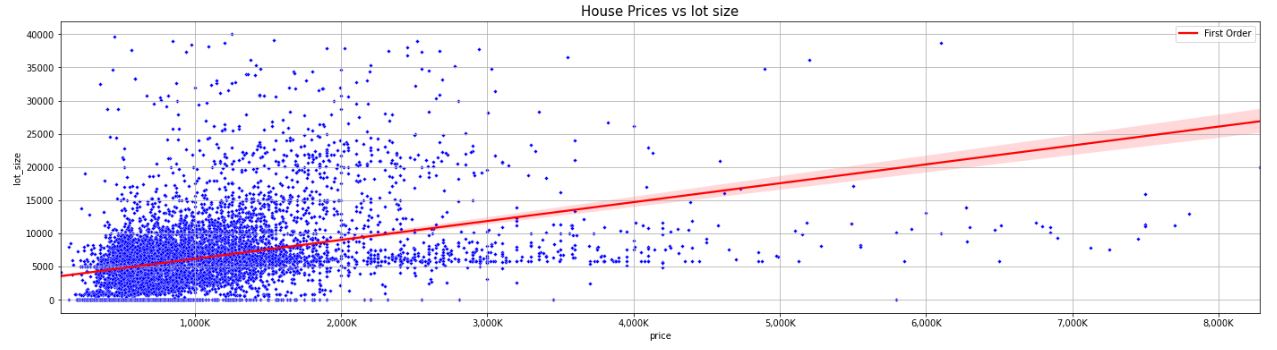 House Prices vs lot size
First Order
lot_size
40000
35000
30000
25000
20000
15000
10000
5000
0
1,000K 2,000K 3,000K 4,000K 5,000K 6,000K 7,000K 8,000K
price